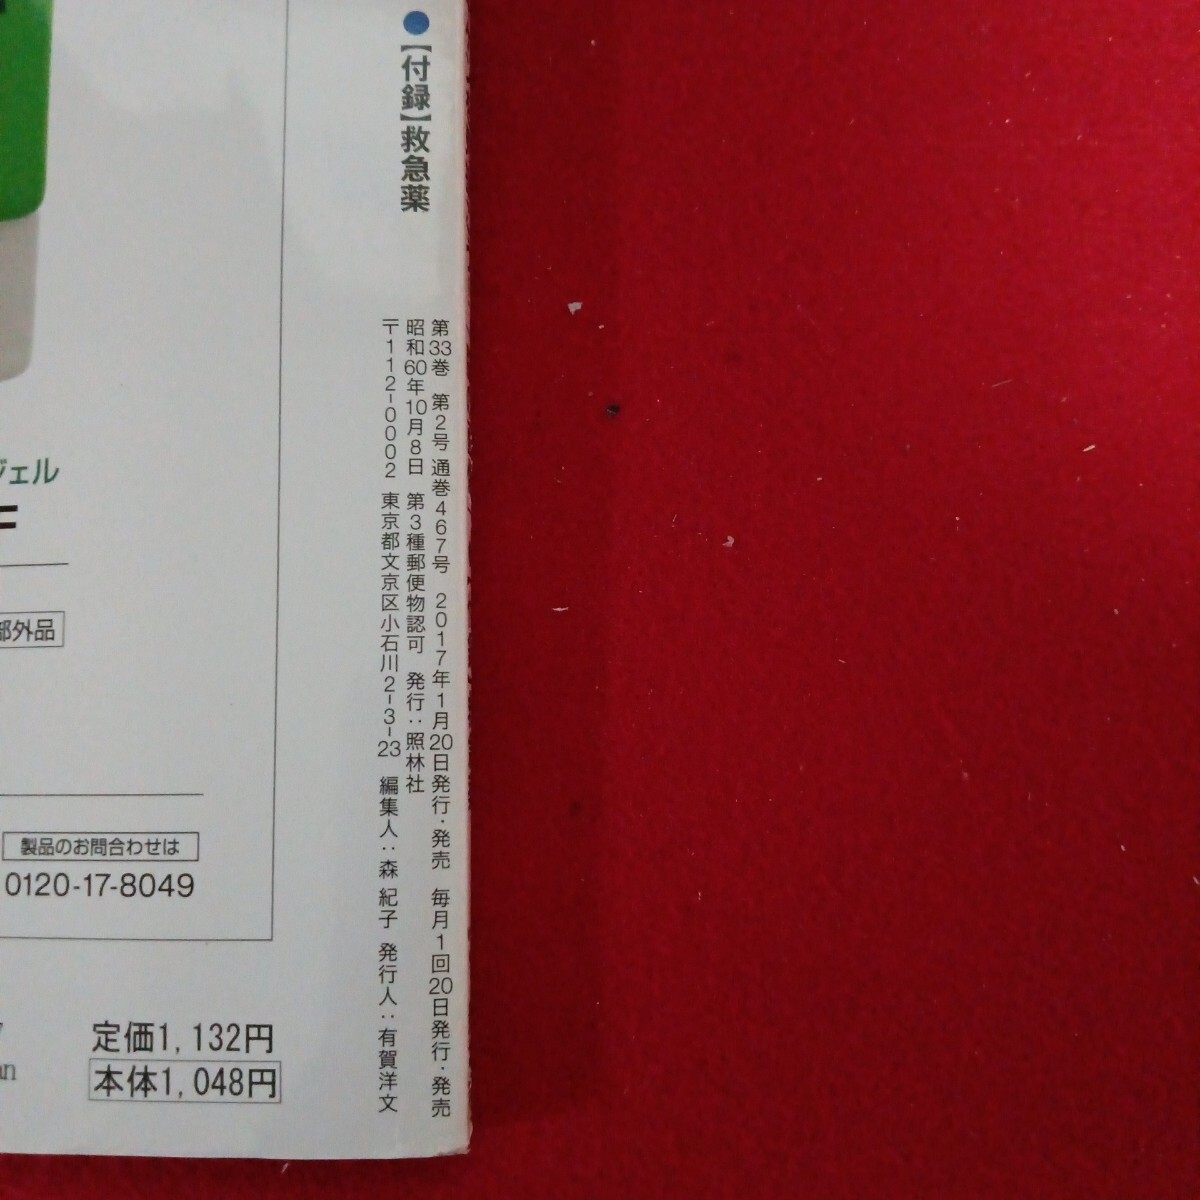 ●【付録】救急薬
第33巻 第2号 通巻467号 2017年1月20日発行・発売 毎月1回20日発行・発売
昭和60年10月8日 第3種郵便物認可 発行：照林社
〒112-0002 東京都文京区小石川2-3-23 編集人：森 紀子 発行人：有賀洋文
ジェル
部外品
製品のお問合わせは
0120-17-8049
定価1,132円
本体1,048円